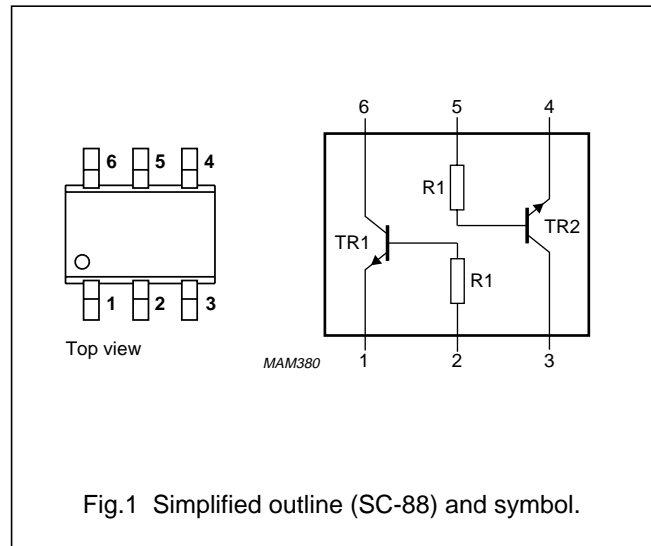 6 5 4
6 5 4
R1
TR2
TR1
R1
1 2 3
Top view
MAM380
1 2 3
Fig.1 Simplified outline (SC-88) and symbol.